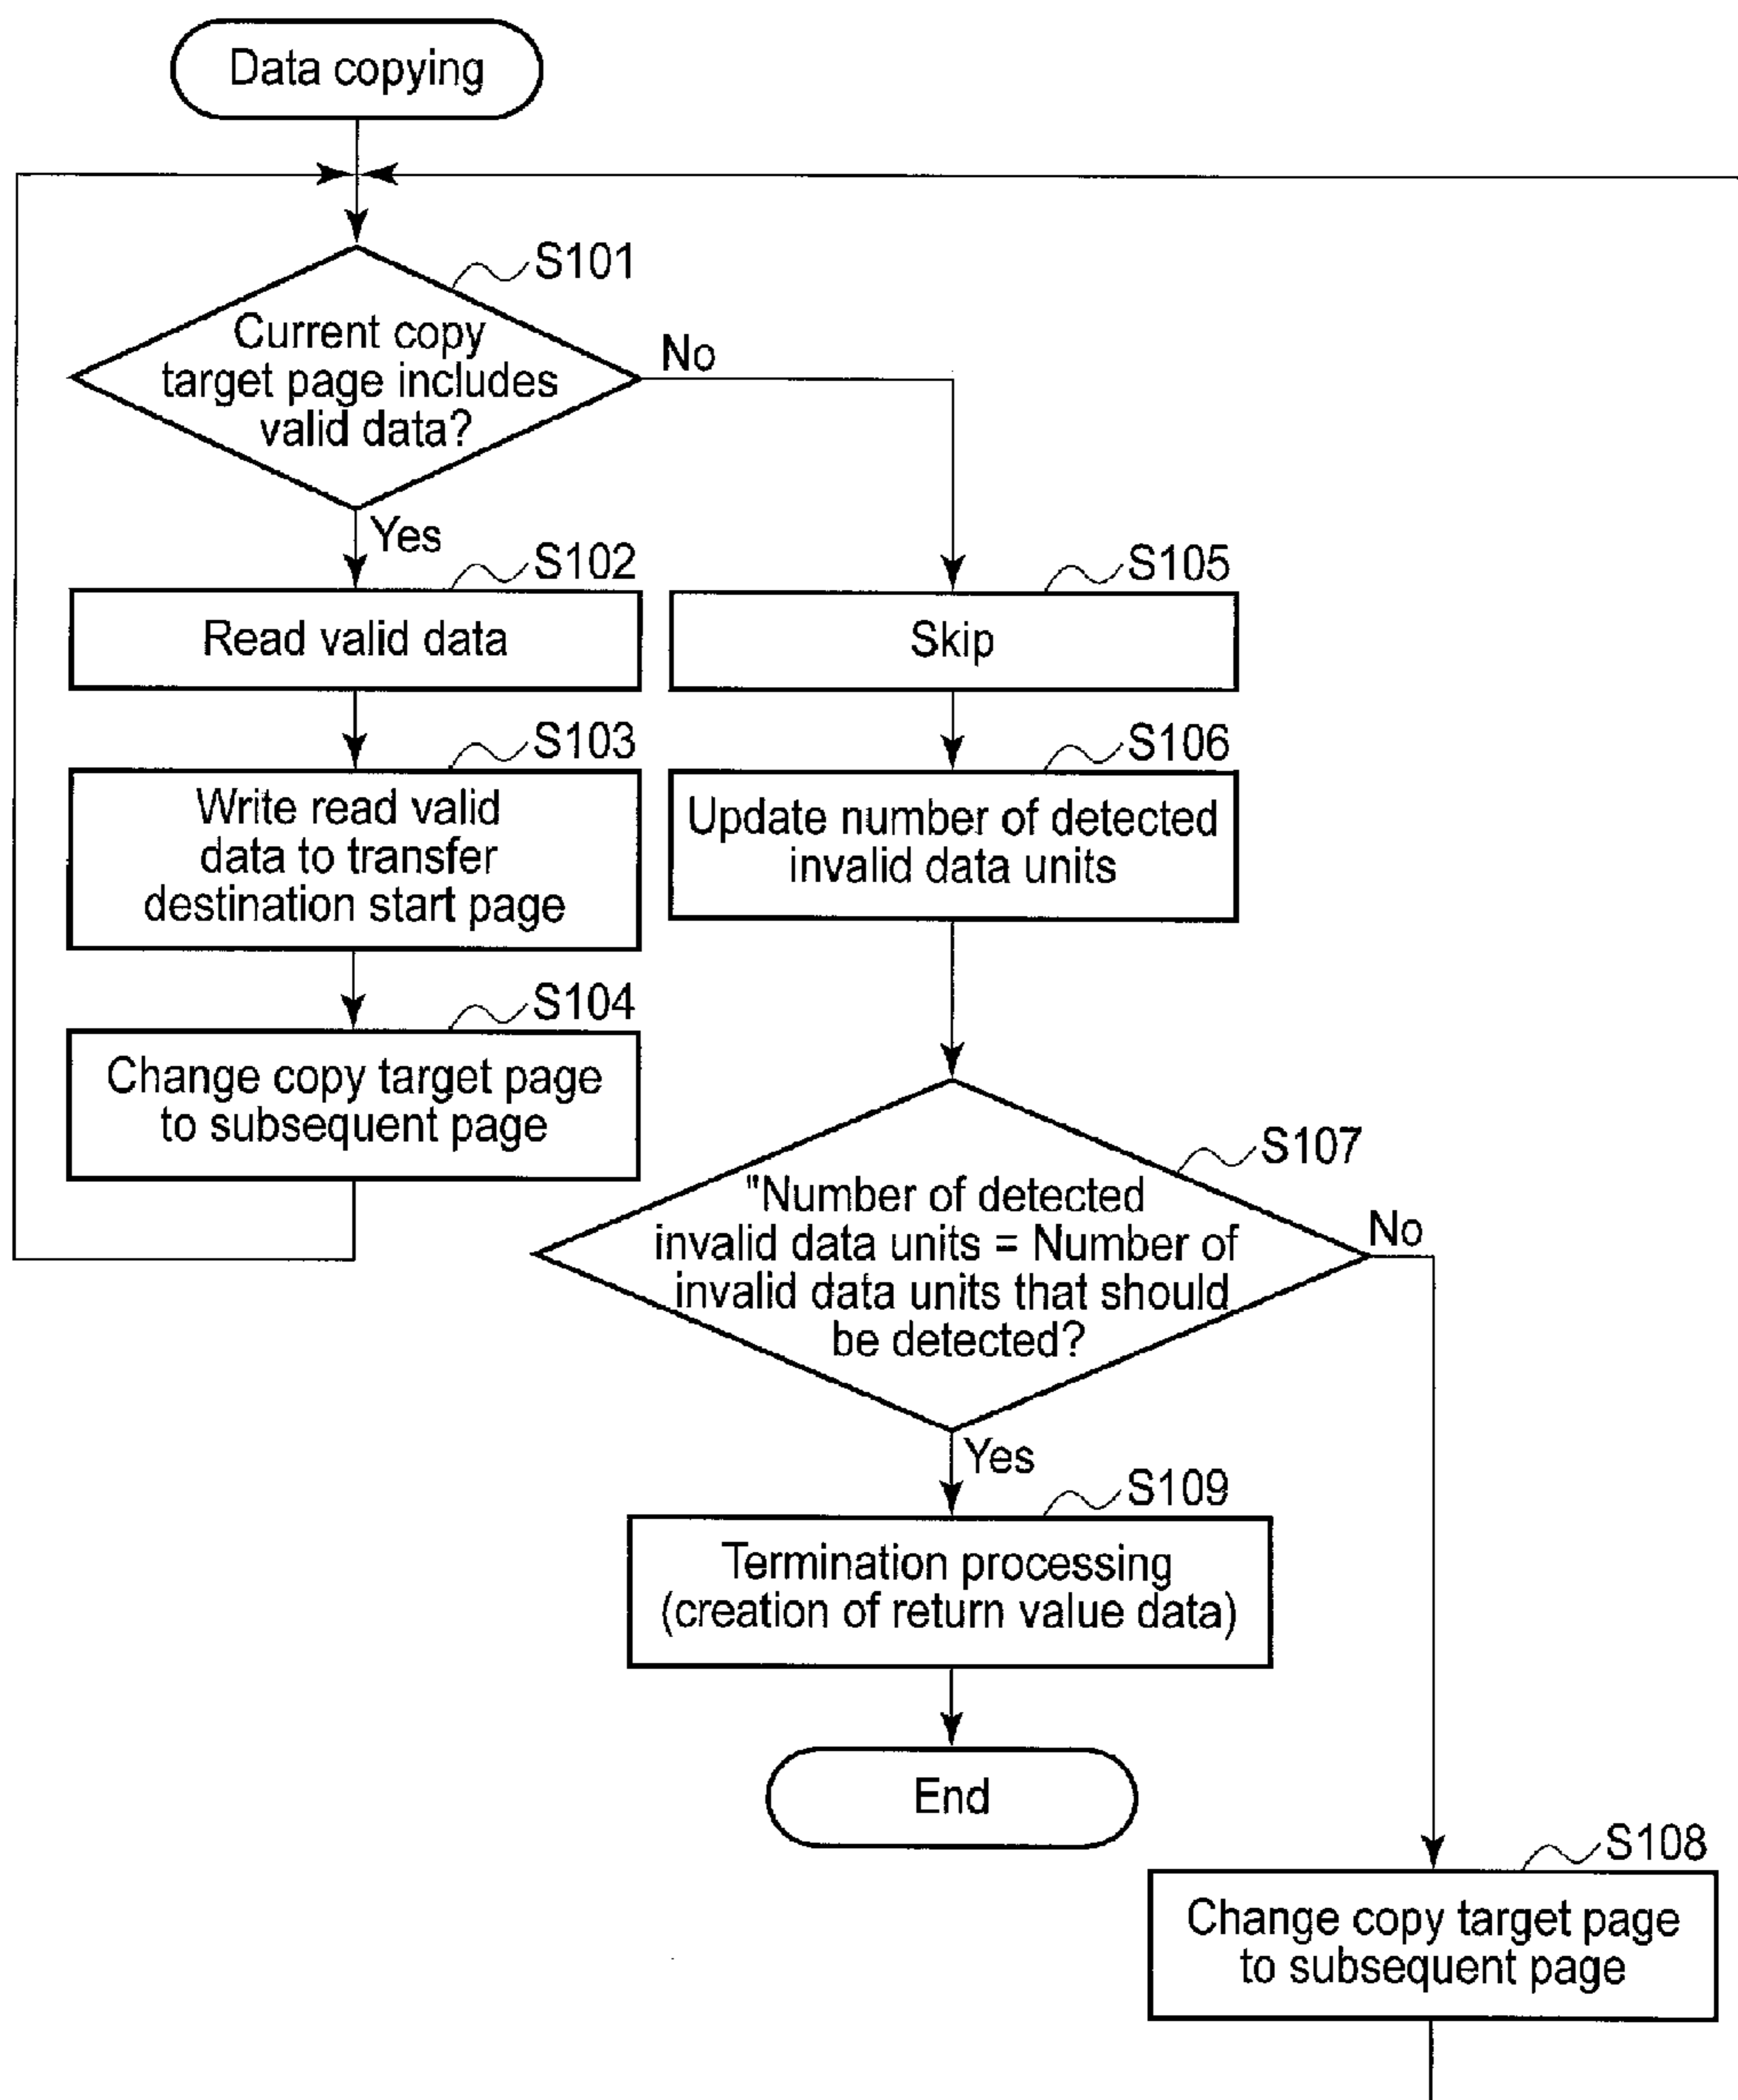 Data copying
S101
Current copy
target page includes
valid data?
No
Yes
S102
Read valid data
S105
Skip
S103
Write read valid
data to transfer
destination start page
S106
Update number of detected
invalid data units
S104
Change copy target page
to subsequent page
S107
"Number of detected
invalid data units = Number of
invalid data units that should
be detected?
No
Yes
S109
Termination processing
(creation of return value data)
End
S108
Change copy target page
to subsequent page